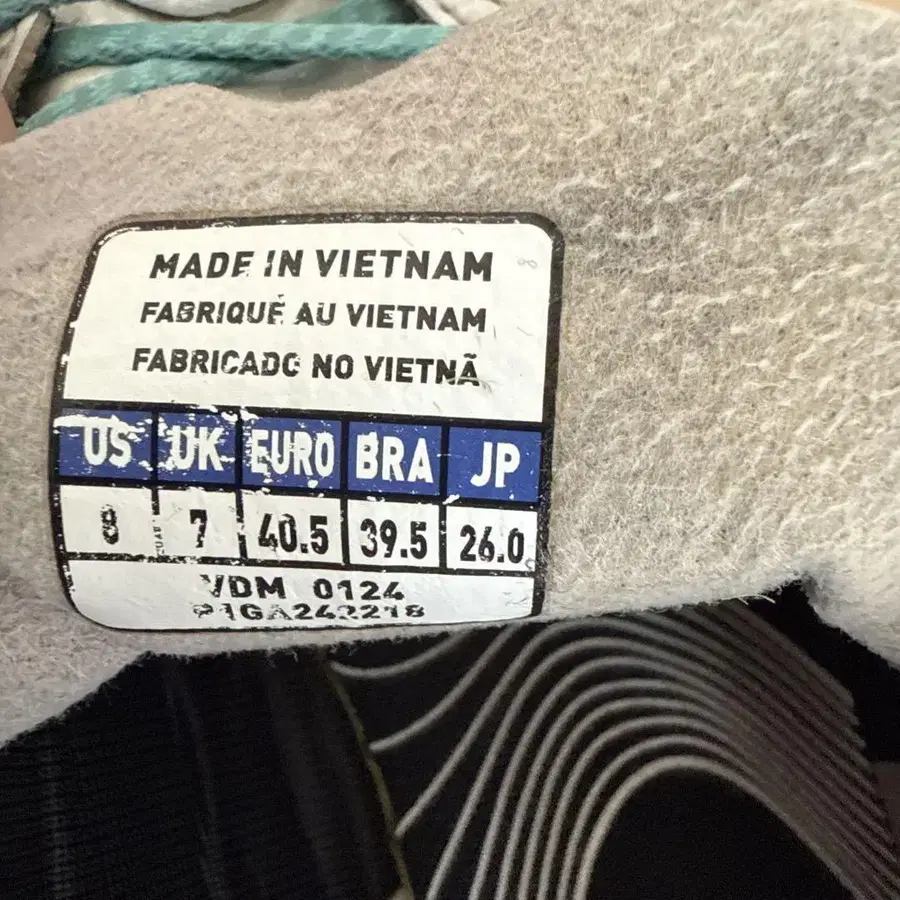 MADE IN VIETNAM
FABRIQUÉ AU VIETNAM
FABRICADO NO VIETNÃ
US UK EURO BRA JP
8 7 40.5 39.5 26.0
VDM 0124
P1GA242218